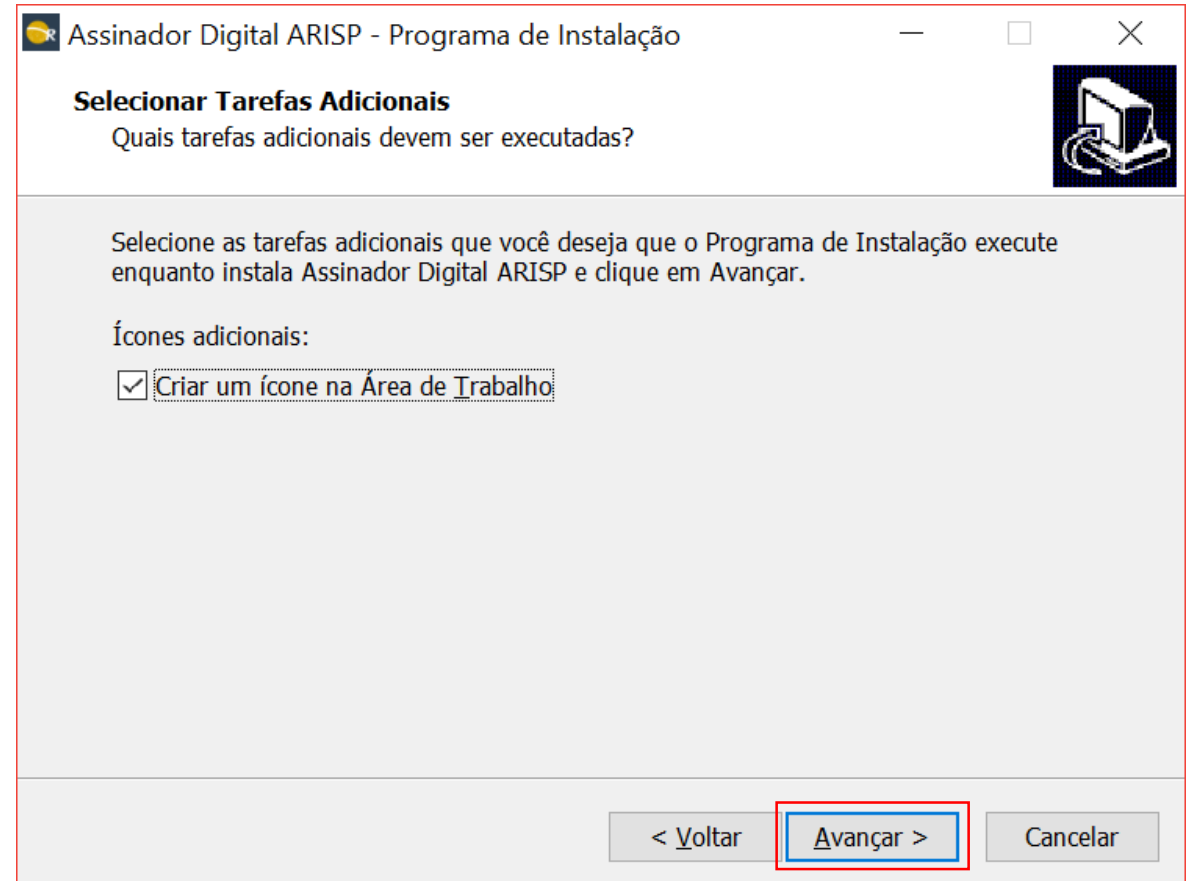 Assinador Digital ARISP - Programa de Instalação
Selecionar Tarefas Adicionais
Quais tarefas adicionais devem ser executadas?
Selecione as tarefas adicionais que você deseja que o Programa de Instalação execute
enquanto instala Assinador Digital ARISP e clique em Avançar.
Ícones adicionais:
Criar um ícone na Área de Trabalho
< Voltar
Avançar >
Cancelar